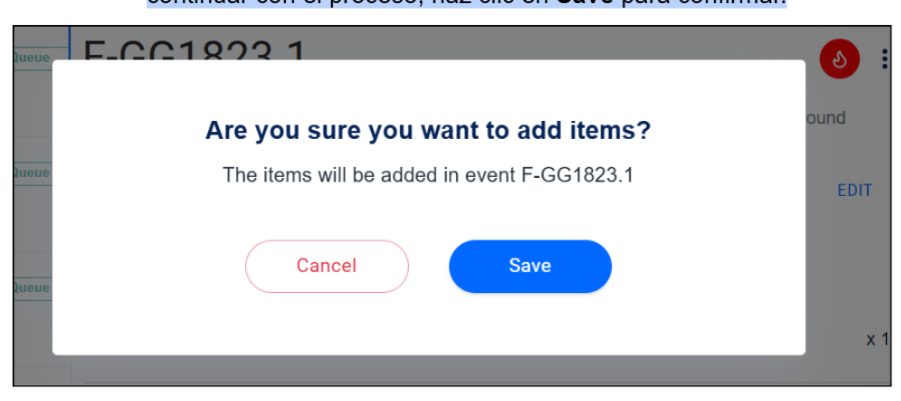 continuar con el proceso, haz clic en Save para confirmar.
F-GG1823.1
Queue
ound
Are you sure you want to add items?
The items will be added in event F-GG1823.1
Queue
EDIT
Cancel
Save
Queue
x 1